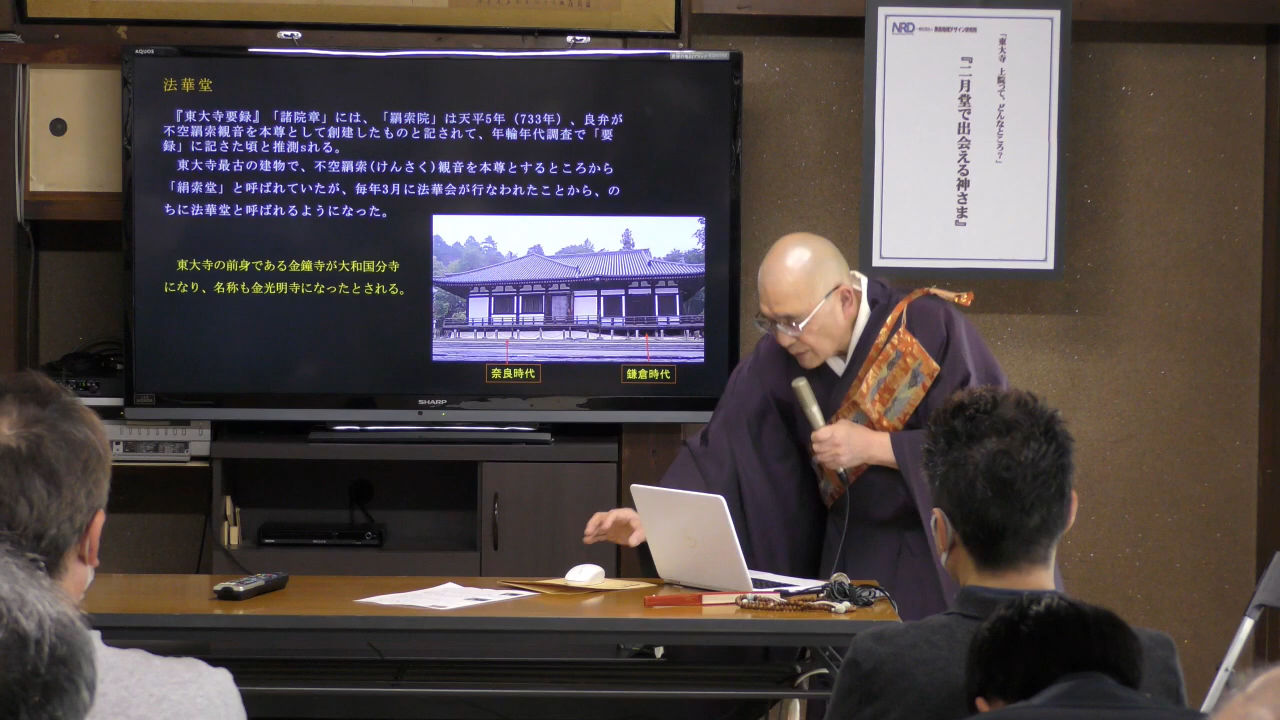 AQUOS
法華堂
『東大寺要録』「諸院章」には、「羂索院」は天平5年（733年）、良弁が
不空羂索観音を本尊として創建したものと記されて、年輪年代調査で「要
録」に記さた頃と推測sれる。
東大寺最古の建物で、不空羂索(けんさく)観音を本尊とするところから
「絹索堂」と呼ばれていたが、毎年3月に法華会が行なわれたことから、の
ちに法華堂と呼ばれるようになった。
東大寺の前身である金鐘寺が大和国分寺
になり、名称も金光明寺になったとされる。
奈良時代
鎌倉時代
SHARP
NRD
「東大寺 上院って、どんなところ？」
『二月堂で出会える神さま』